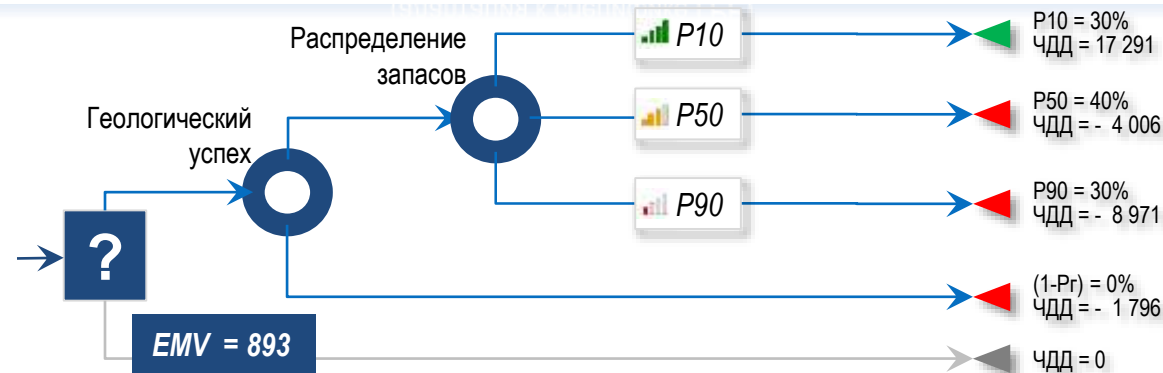 Распределение
запасов
Геологический
успех
?
EMV = 893
P10
P50
P90
P10 = 30%
ЧДД = 17 291
P50 = 40%
ЧДД = - 4 006
P90 = 30%
ЧДД = - 8 971
(1-Pr) = 0%
ЧДД = - 1 796
ЧДД = 0